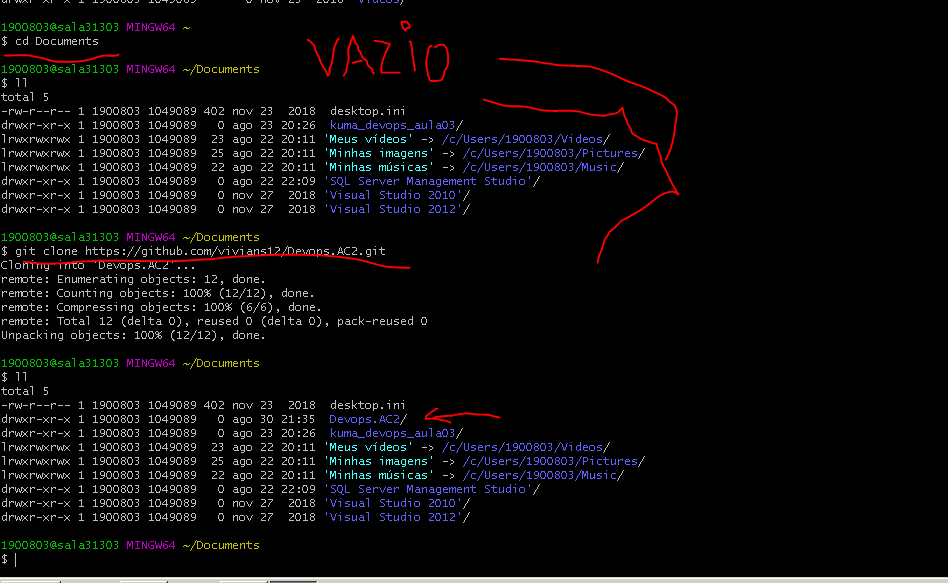 1900803@sala31303 MINGW64 ~
$ cd Documents
VAZIO
1900803@sala31303 MINGW64 ~/Documents
$ ll
total 5
-rw-r--r-- 1 1900803 1049089 402 nov 23  2018  desktop.ini
drwxr-xr-x 1 1900803 1049089   0 ago 23 20:26  kuma_devops_aula03/
lrwxrwxrwx 1 1900803 1049089  23 ago 22 20:11 'Meus vídeos' -> /c/Users/1900803/Videos/
lrwxrwxrwx 1 1900803 1049089  25 ago 22 20:11 'Minhas imagens' -> /c/Users/1900803/Pictures/
lrwxrwxrwx 1 1900803 1049089  22 ago 22 20:11 'Minhas músicas' -> /c/Users/1900803/Music/
drwxr-xr-x 1 1900803 1049089   0 ago 22 22:09 'SQL Server Management Studio'/
drwxr-xr-x 1 1900803 1049089   0 nov 27  2018 'Visual Studio 2010'/
drwxr-xr-x 1 1900803 1049089   0 nov 27  2018 'Visual Studio 2012'/
1900803@sala31303 MINGW64 ~/Documents
$ git clone https://github.com/vivians12/Devops.AC2.git
Cloning into 'Devops.AC2'...
remote: Enumerating objects: 12, done.
remote: Counting objects: 100% (12/12), done.
remote: Compressing objects: 100% (6/6), done.
remote: Total 12 (delta 0), reused 0 (delta 0), pack-reused 0
Unpacking objects: 100% (12/12), done.
1900803@sala31303 MINGW64 ~/Documents
$ ll
total 5
-rw-r--r-- 1 1900803 1049089 402 nov 23  2018  desktop.ini
drwxr-xr-x 1 1900803 1049089   0 ago 30 21:35  Devops.AC2/
drwxr-xr-x 1 1900803 1049089   0 ago 23 20:26  kuma_devops_aula03/
lrwxrwxrwx 1 1900803 1049089  23 ago 22 20:11 'Meus vídeos' -> /c/Users/1900803/Videos/
lrwxrwxrwx 1 1900803 1049089  25 ago 22 20:11 'Minhas imagens' -> /c/Users/1900803/Pictures/
lrwxrwxrwx 1 1900803 1049089  22 ago 22 20:11 'Minhas músicas' -> /c/Users/1900803/Music/
drwxr-xr-x 1 1900803 1049089   0 ago 22 22:09 'SQL Server Management Studio'/
drwxr-xr-x 1 1900803 1049089   0 nov 27  2018 'Visual Studio 2010'/
drwxr-xr-x 1 1900803 1049089   0 nov 27  2018 'Visual Studio 2012'/
1900803@sala31303 MINGW64 ~/Documents
$